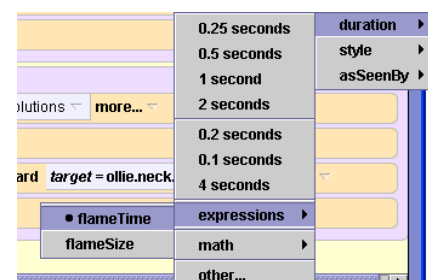 0.25 seconds
duration
0.5 seconds
style
1 second
asSeenBy
olutions more... 2 seconds
0.2 seconds
0.1 seconds
ard target = ollie.neck. 4 seconds
flameTime expressions
flameSize math
other...